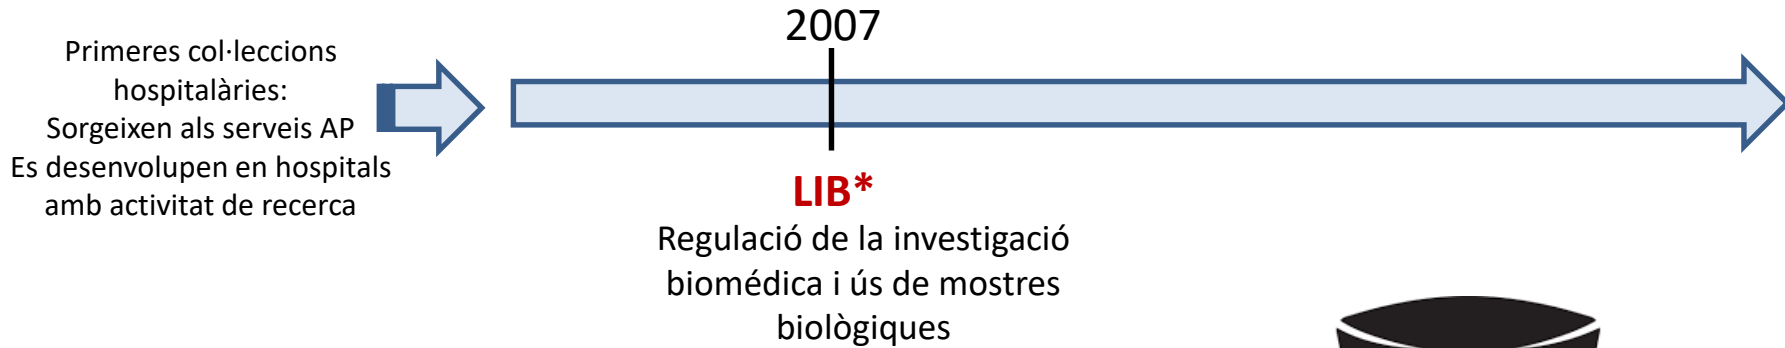 Primeres col·leccions
hospitalàries:
Sorgeixen als serveis AP
Es desenvolupen en hospitals
amb activitat de recerca
2007
LIB*
Regulació de la investigació
biomédica i ús de mostres
biològiques